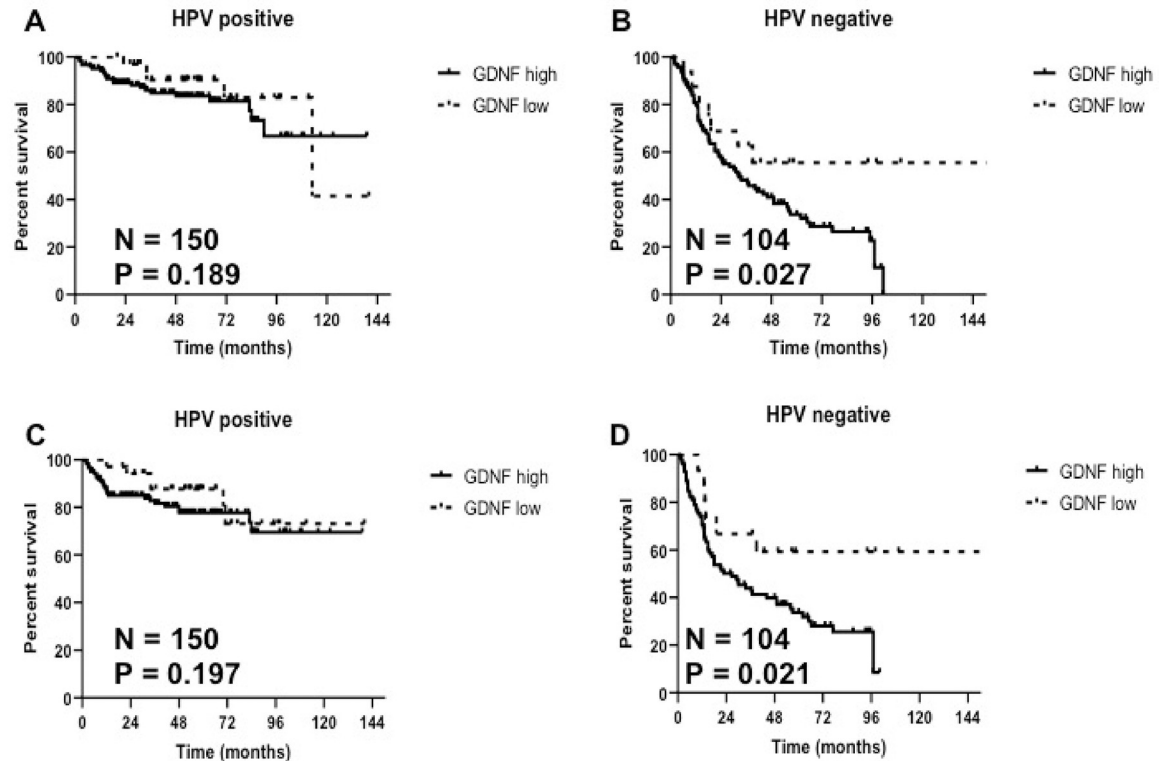 A
HPV positive
Percent survival
100
80
60
40
20
0
N = 150
P = 0.189
0 24 48 72 96 120 144
Time (months)
GDNF high
GDNF low
B
HPV negative
Percent survival
100
80
60
40
20
0
N = 104
P = 0.027
0 24 48 72 96 120 144
Time (months)
GDNF high
GDNF low
C
HPV positive
Percent survival
100
80
60
40
20
0
N = 150
P = 0.197
0 24 48 72 96 120 144
Time (months)
GDNF high
GDNF low
D
HPV negative
Percent survival
100
80
60
40
20
0
N = 104
P = 0.021
0 24 48 72 96 120 144
Time (months)
GDNF high
GDNF low